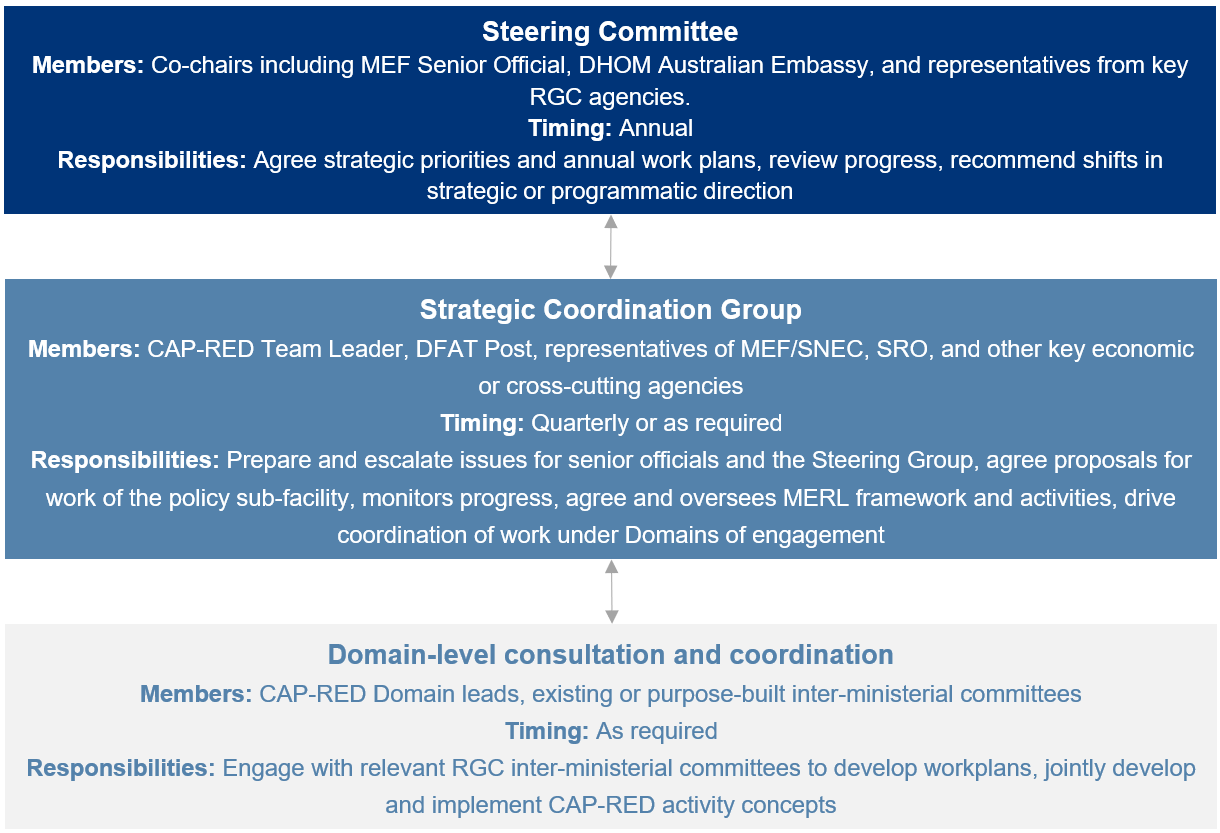 Steering Committee
Members: Co-chairs including MEF Senior Official, DHOM Australian Embassy, and representatives from key
RGC agencies.
Timing: Annual
Responsibilities: Agree strategic priorities and annual work plans, review progress, recommend shifts in
strategic or programmatic direction
Strategic Coordination Group
Members: CAP-RED Team Leader, DFAT Post, representatives of MEF/SNEC, SRO, and other key economic
or cross-cutting agencies
Timing: Quarterly or as required
Responsibilities: Prepare and escalate issues for senior officials and the Steering Group, agree proposals for
work of the policy sub-facility, monitors progress, agree and oversees MERL framework and activities, drive
coordination of work under Domains of engagement
Domain-level consultation and coordination
Members: CAP-RED Domain leads, existing or purpose-built inter-ministerial committees
Timing: As required
Responsibilities: Engage with relevant RGC inter-ministerial committees to develop workplans, jointly develop
and implement CAP-RED activity concepts